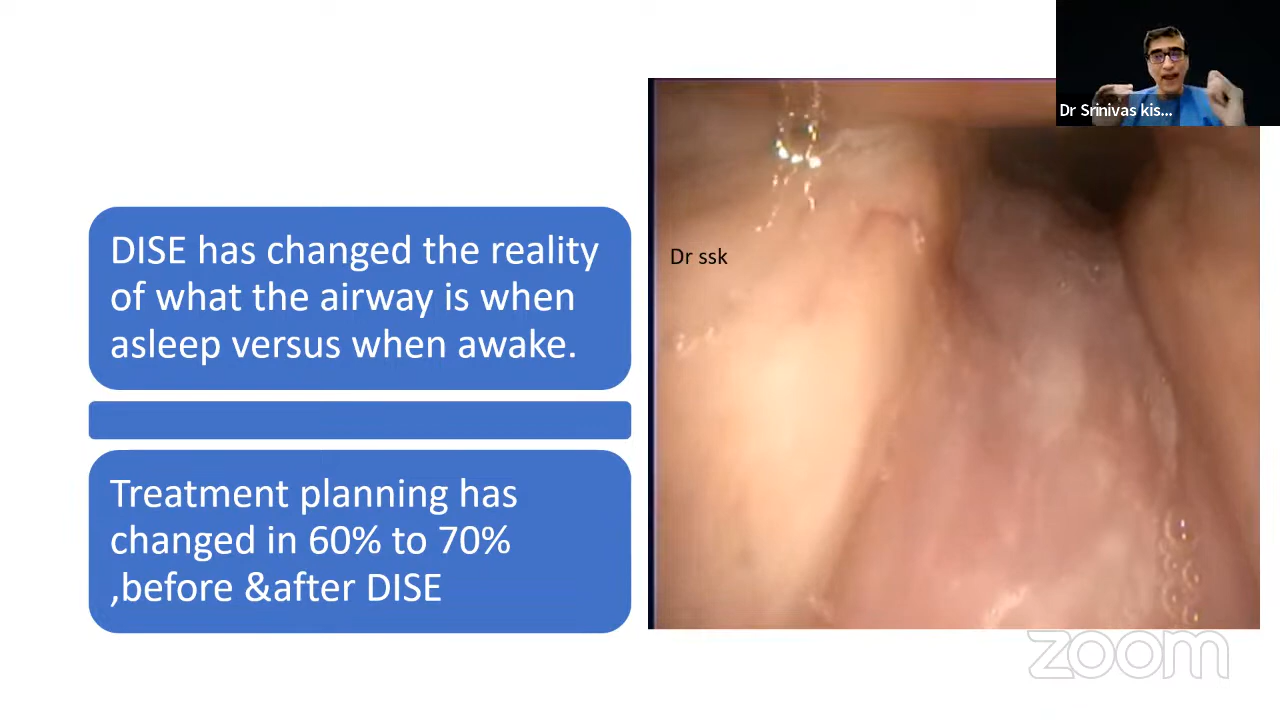 Dr Srinivas kis...
DISE has changed the reality
of what the airway is when
asleep versus when awake.
Dr ssk
Treatment planning has
changed in 60% to 70%
,before &after DISE
zoom